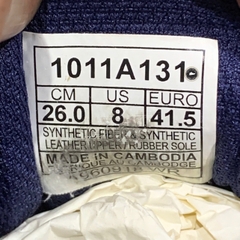 1011A131
CM US EURO
26.0 8 41.5
SYNTHETIC FIBER & SYNTHETIC
LEATHER UPPER / RUBBER SOLE
MADE IN CAMBODIA